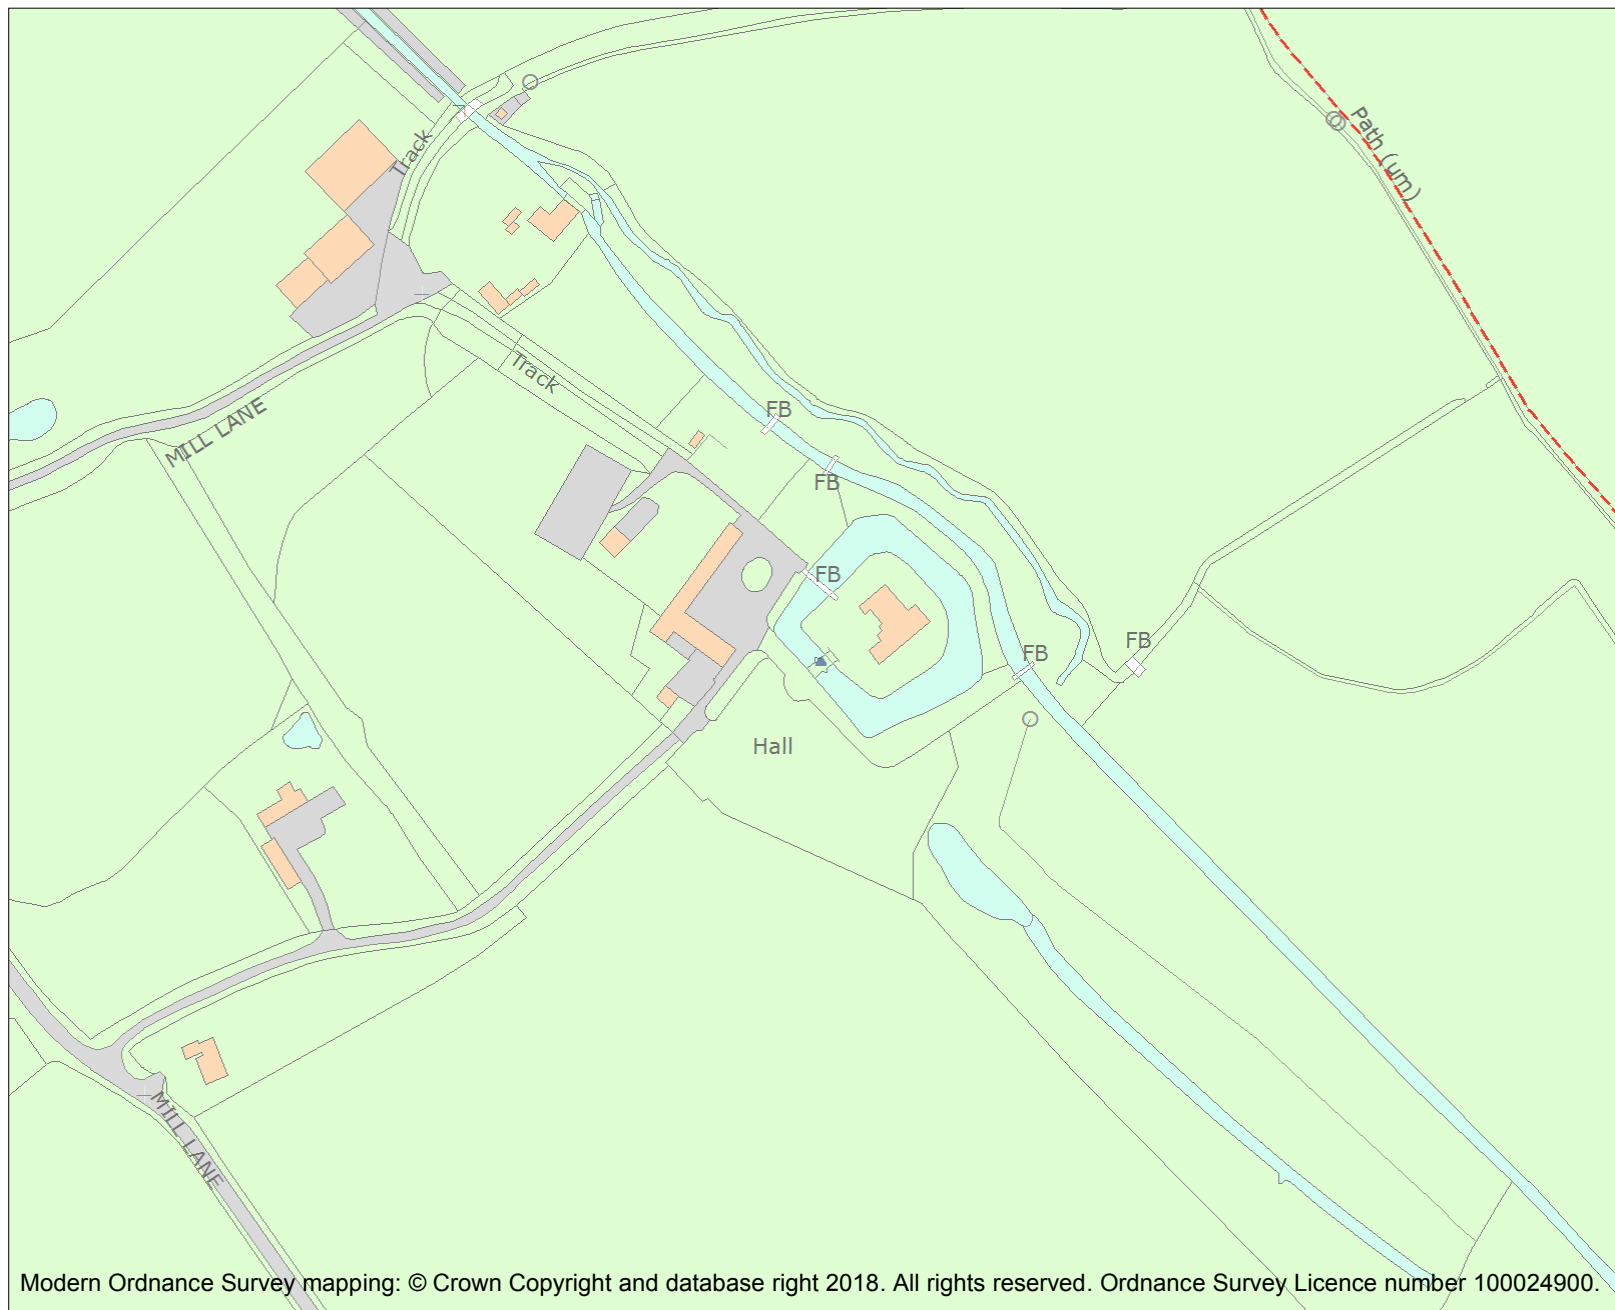 Track
Path (um)
Track
MILL LANE
FB
FB
FB
FB
FB
Hall
MILL LANE
Modern Ordnance Survey mapping: © Crown Copyright and database right 2018. All rights reserved. Ordnance Survey Licence number 100024900.